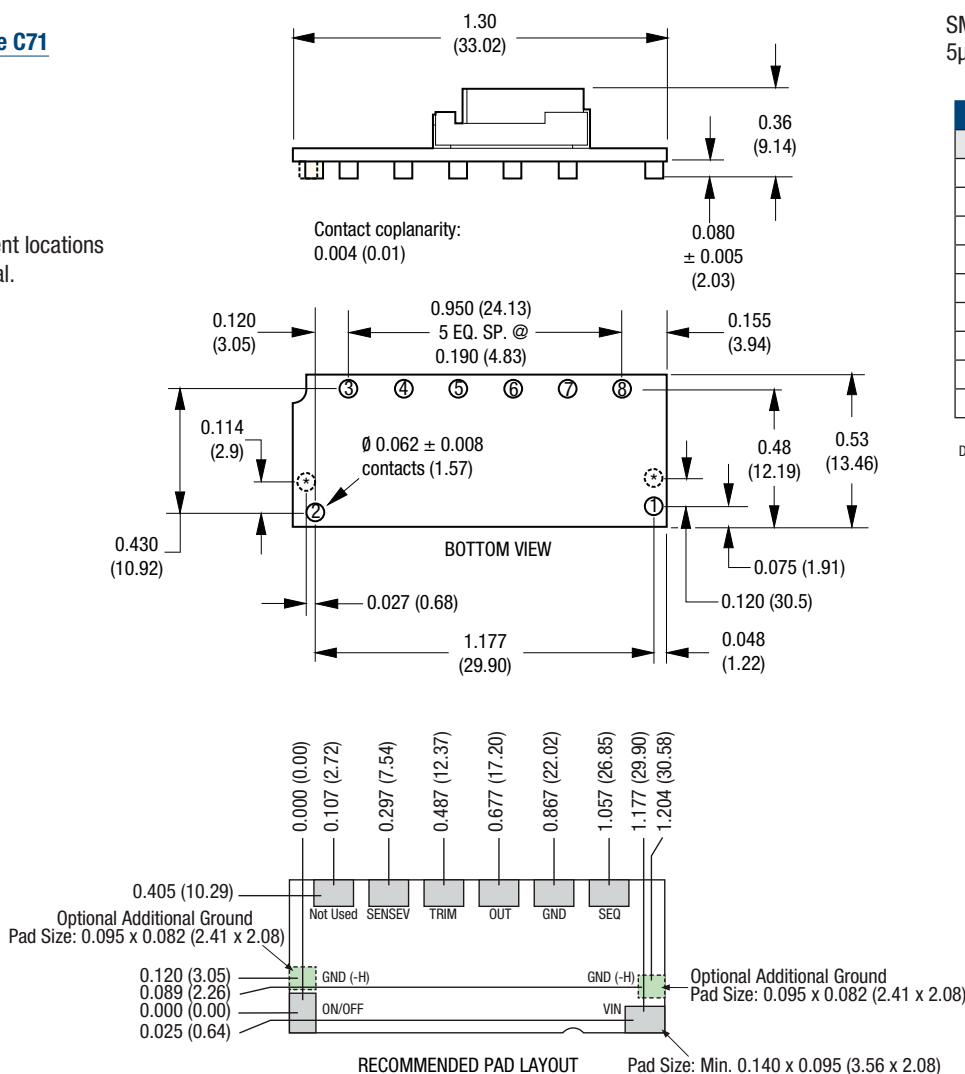 e C71
SM
5µ
1.30
(33.02)
0.36
(9.14)
Contact coplanarity:
0.004 (0.01)
0.080
± 0.005
(2.03)
ent locations
al.
0.120
(3.05)
0.950 (24.13)
5 EQ. SP. @
0.190 (4.83)
0.155
(3.94)
3 4 5 6 7 8
0.114
(2.9)
Ø 0.062 ± 0.008
contacts (1.57)
0.48
(12.19)
0.53
(13.46)
D
*
*
2
1
0.430
(10.92)
BOTTOM VIEW
0.075 (1.91)
0.027 (0.68)
0.120 (30.5)
1.177
(29.90)
0.048
(1.22)
0.000 (0.00)
0.107 (2.72)
0.297 (7.54)
0.487 (12.37)
0.677 (17.20)
0.867 (22.02)
1.057 (26.85)
1.177 (29.90)
1.204 (30.58)
0.405 (10.29)
Not Used SENSEV TRIM OUT GND SEQ
Optional Additional Ground
Pad Size: 0.095 x 0.082 (2.41 x 2.08)
0.120 (3.05)
0.089 (2.26)
0.000 (0.00)
0.025 (0.64)
GND (-H)
ON/OFF
GND (-H)
VIN
Optional Additional Ground
Pad Size: 0.095 x 0.082 (2.41 x 2.08)
RECOMMENDED PAD LAYOUT
Pad Size: Min. 0.140 x 0.095 (3.56 x 2.08)